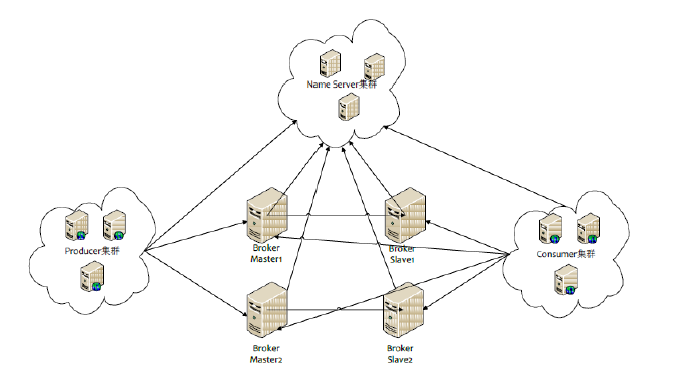 Name Server集群
Producer集群
Broker
Master1
Broker
Slave1
Consumer集群
Broker
Master2
Broker
Slave2